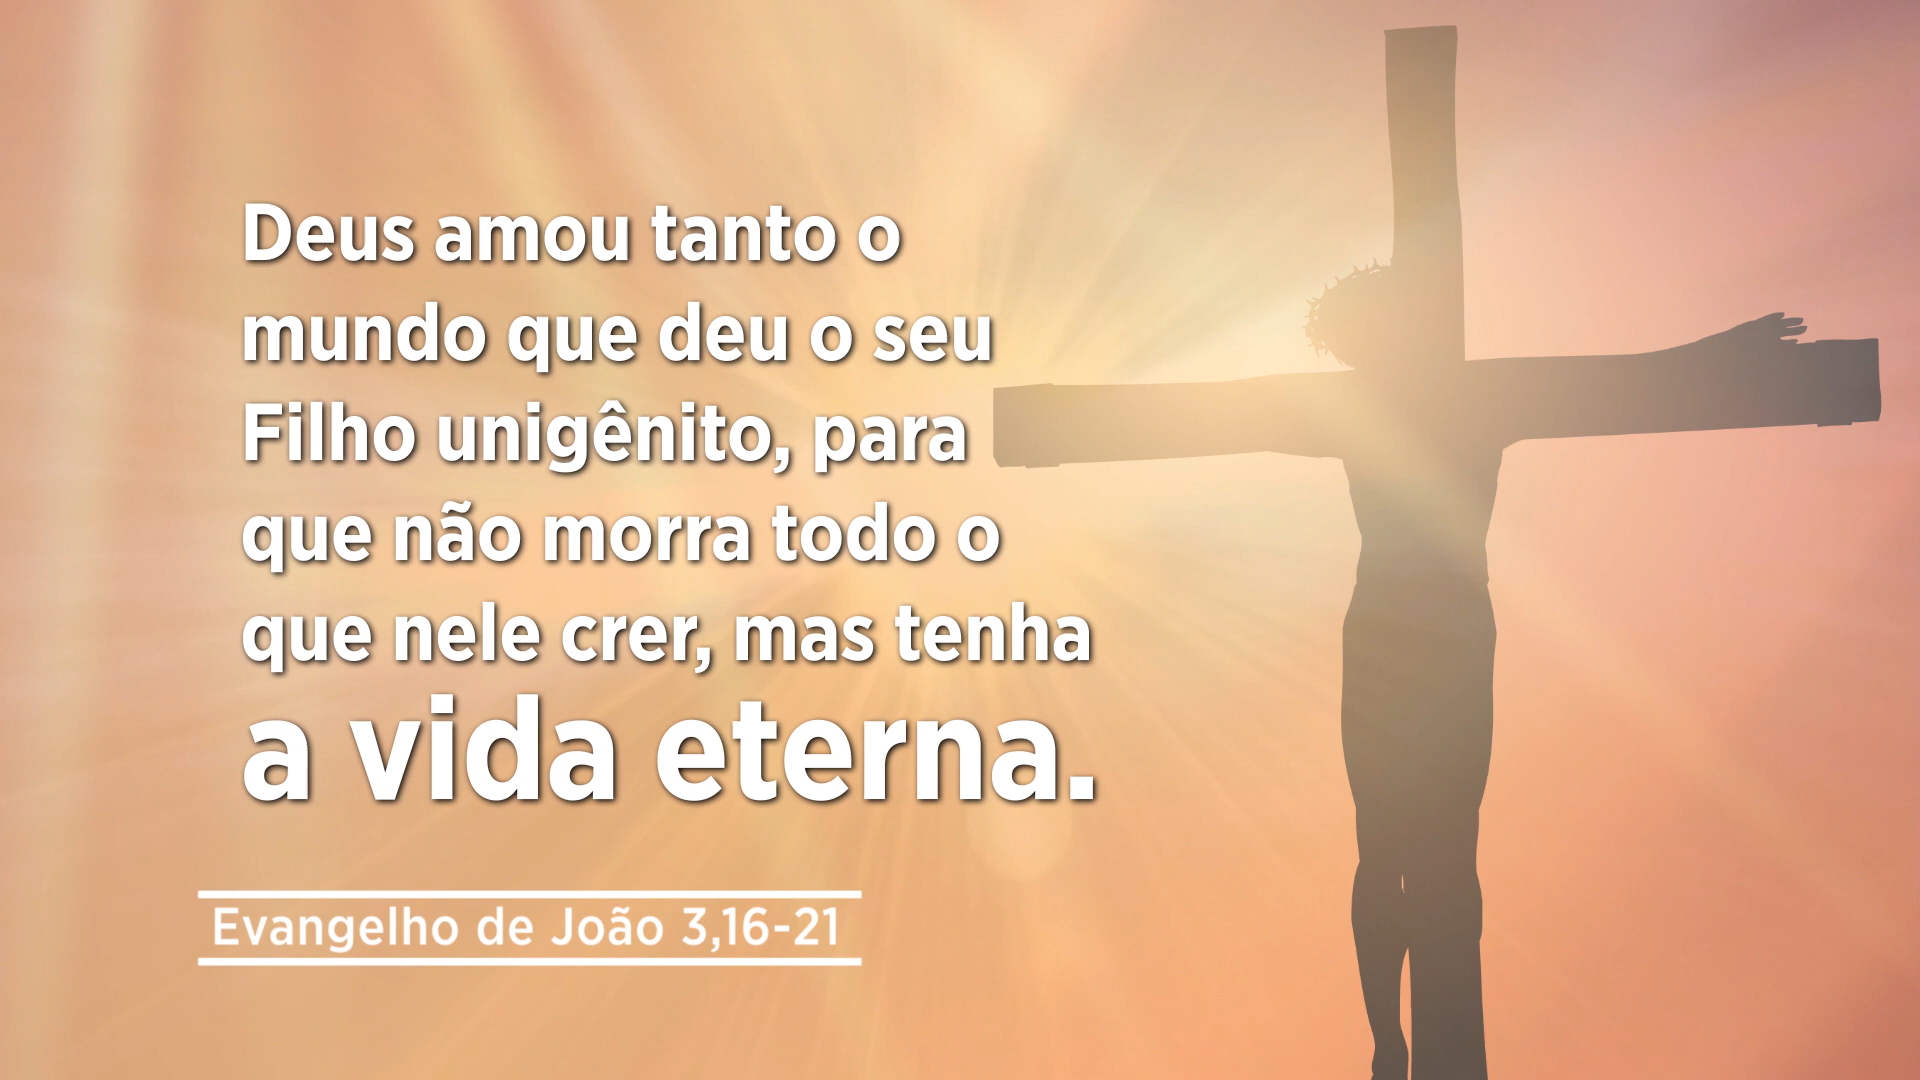 Deus amou tanto o
mundo que deu o seu
Filho unigênito, para
que não morra todo o
que nele crer, mas tenha
a vida eterna.
Evangelho de João 3,16-21